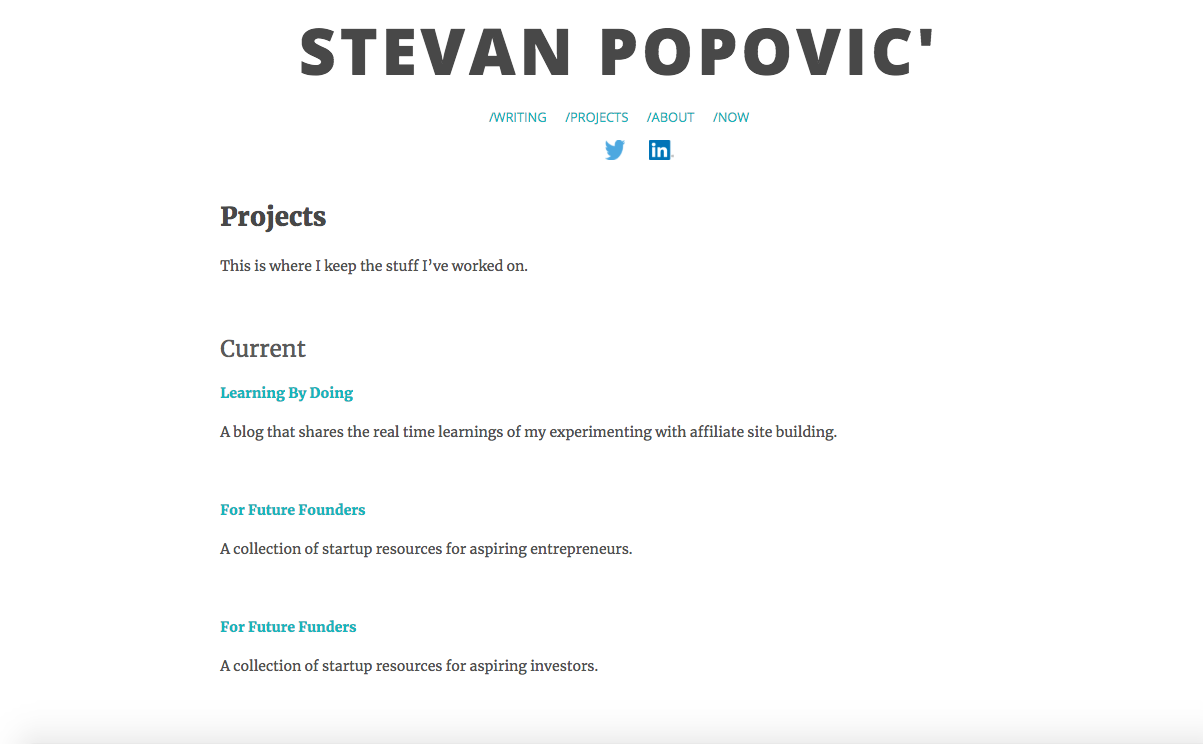 STEVAN POPOVIC'
/WRITING /PROJECTS /ABOUT /NOW
in
Projects
This is where I keep the stuff I’ve worked on.
Current
Learning By Doing
A blog that shares the real time learnings of my experimenting with affiliate site building.
For Future Founders
A collection of startup resources for aspiring entrepreneurs.
For Future Funders
A collection of startup resources for aspiring investors.